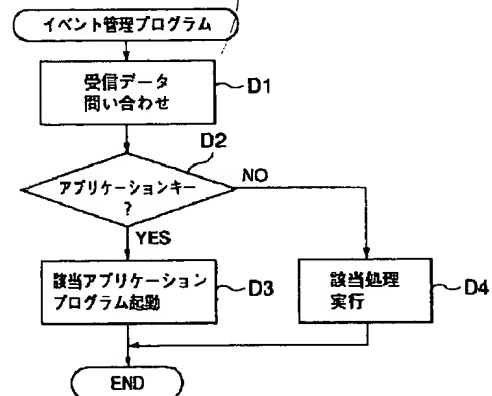 イベント管理プログラム
受信データ
問い合わせ
D1
D2
アプリケーションキー
?
NO
YES
該当アプリケーション
プログラム起動
D3
該当処理
実行
D4
END